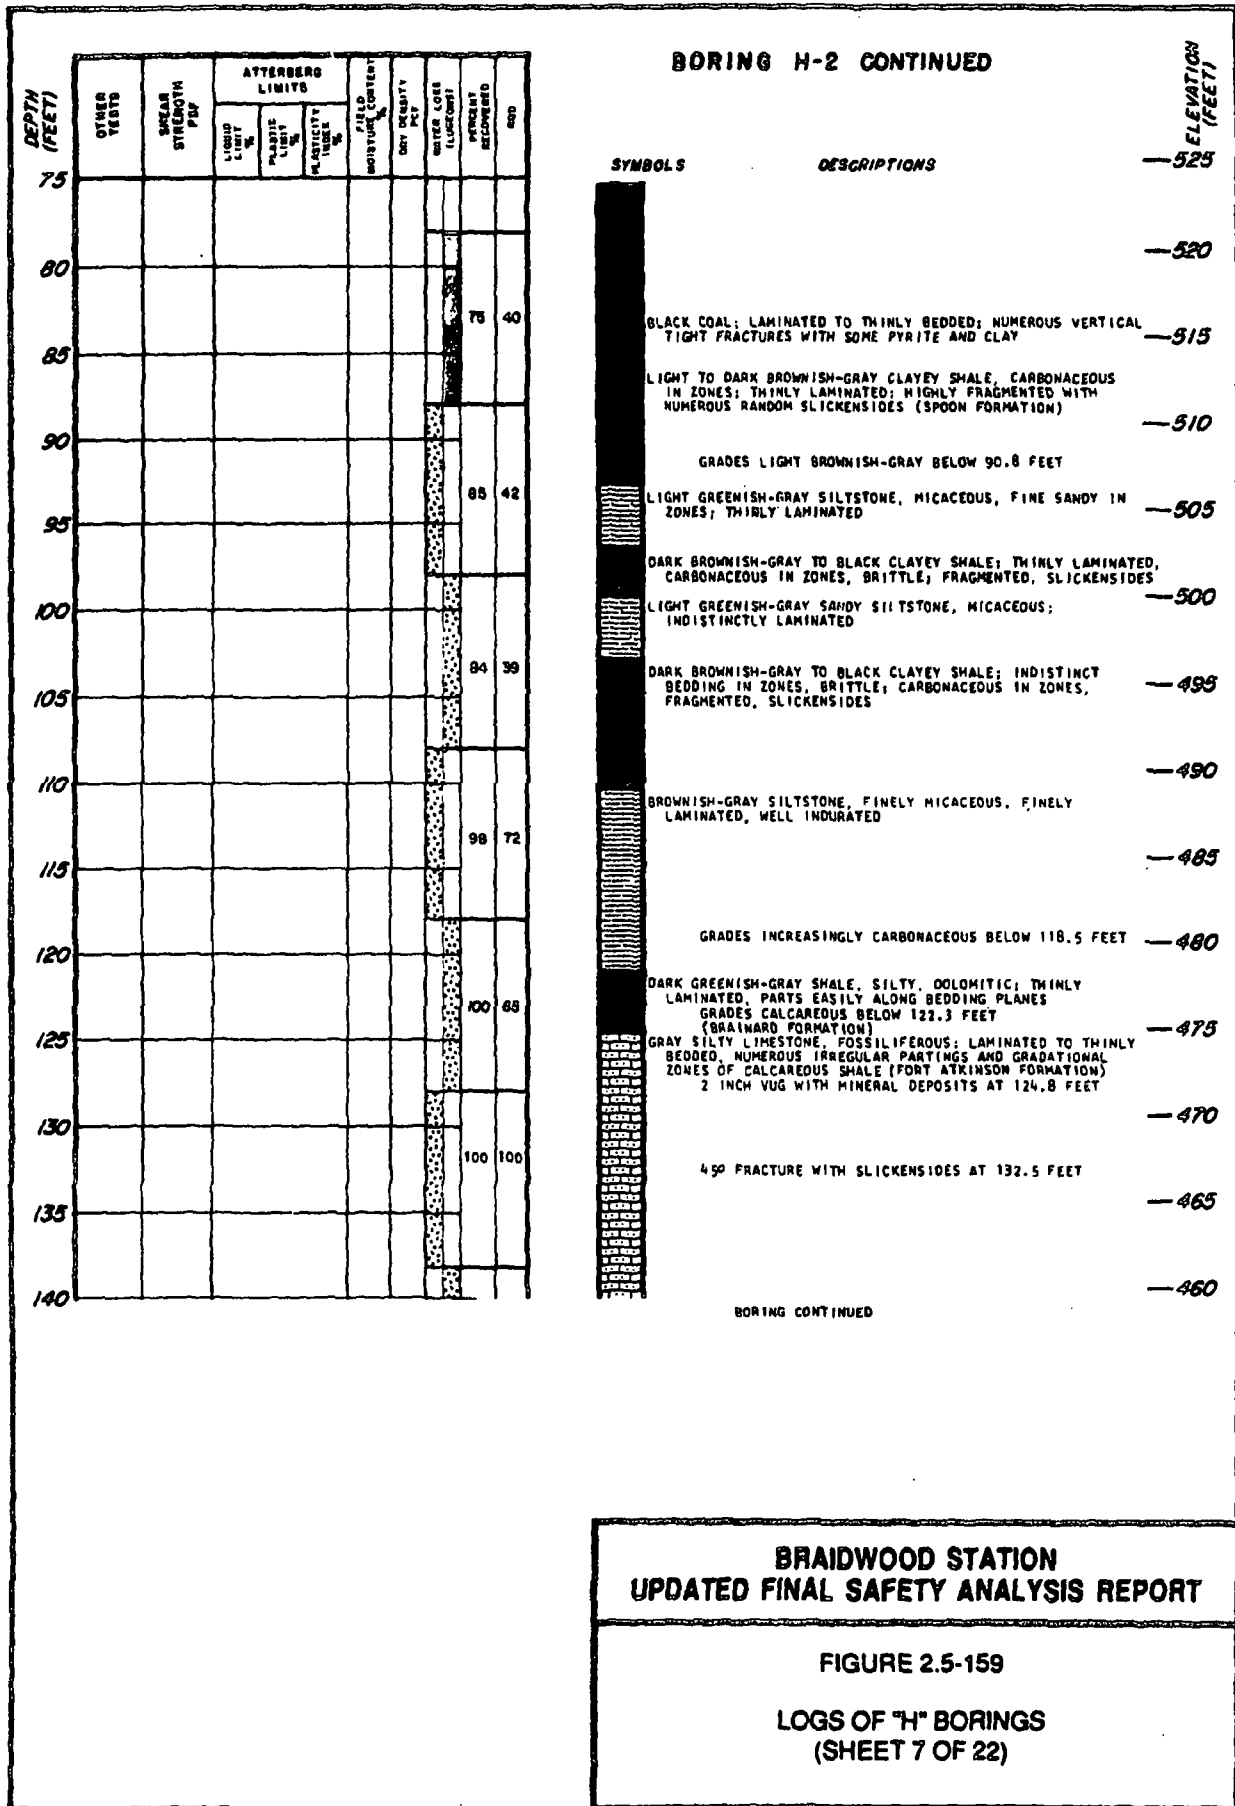 BORING H-2 CONTINUED
DEPTH
(FEET)
OTHER
TESTS
SHEAR
STRENGTH
PSF
ATTERBERG
LIMITS
LIQUID
LIMIT
%
PLASTIC
LIMIT
%
PLASTICITY
INDEX
%
FIELD
MOISTURE CONTENT
%
DRY DENSITY
PCF
WATER LOSS
(LUGEONS)
PERCENT
RECOVERED
RQD
ELEVATION
(FEET)
SYMBOLS
DESCRIPTIONS
75
80
85
90
95
100
105
110
115
120
125
130
135
140
75 40
85 42
84 39
98 72
100 65
100 100
BLACK COAL; LAMINATED TO THINLY BEDDED; NUMEROUS VERTICAL
TIGHT FRACTURES WITH SOME PYRITE AND CLAY
LIGHT TO DARK BROWNISH-GRAY CLAYEY SHALE, CARBONACEOUS
IN ZONES; THINLY LAMINATED; HIGHLY FRAGMENTED WITH
NUMEROUS RANDOM SLICKENSIDES (SPOON FORMATION)
GRADES LIGHT BROWNISH-GRAY BELOW 90.8 FEET
LIGHT GREENISH-GRAY SILTSTONE, MICACEOUS, FINE SANDY IN
ZONES; THINLY LAMINATED
DARK BROWNISH-GRAY TO BLACK CLAYEY SHALE; THINLY LAMINATED,
CARBONACEOUS IN ZONES, BRITTLE; FRAGMENTED, SLICKENSIDES
LIGHT GREENISH-GRAY SANDY SILTSTONE, MICACEOUS;
INDISTINCTLY LAMINATED
DARK BROWNISH-GRAY TO BLACK CLAYEY SHALE; INDISTINCT
BEDDING IN ZONES, BRITTLE; CARBONACEOUS IN ZONES,
FRAGMENTED, SLICKENSIDES
BROWNISH-GRAY SILTSTONE, FINELY MICACEOUS, FINELY
LAMINATED, WELL INDURATED
GRADES INCREASINGLY CARBONACEOUS BELOW 118.5 FEET
DARK GREENISH-GRAY SHALE, SILTY, DOLOMITIC; THINLY
LAMINATED, PARTS EASILY ALONG BEDDING PLANES
GRADES CALCAREOUS BELOW 122.3 FEET
(BRAINARD FORMATION)
GRAY SILTY LIMESTONE, FOSSILIFEROUS; LAMINATED TO THINLY
BEDDED, NUMEROUS IRREGULAR PARTINGS AND GRADATIONAL
ZONES OF CALCAREOUS SHALE (FORT ATKINSON FORMATION)
2 INCH VUG WITH MINERAL DEPOSITS AT 124.8 FEET
45º FRACTURE WITH SLICKENSIDES AT 132.5 FEET
BORING CONTINUED
—525
—520
—515
—510
—505
—500
—495
—490
—485
—480
—475
—470
—465
—460
BRAIDWOOD STATION
UPDATED FINAL SAFETY ANALYSIS REPORT
FIGURE 2.5-159
LOGS OF "H" BORINGS
(SHEET 7 OF 22)